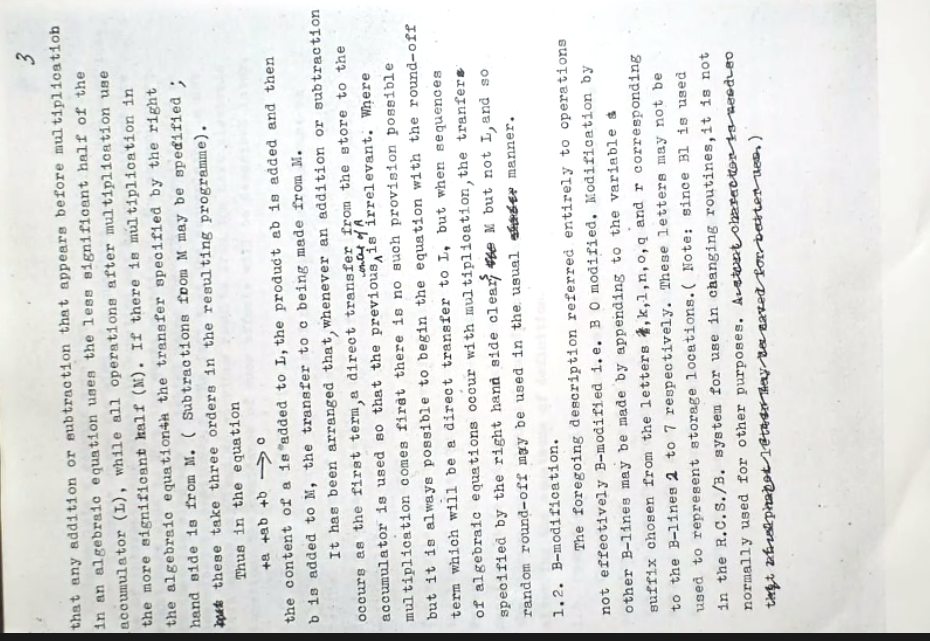 3
that any addition or subtraction that appears before multiplication
in an algebraic equation uses the less significant half of the
accumulator (L), while all operations after multiplication use
the more significant half (M). If there is multiplication in
the algebraic equation the transfer specified by the right
hand side is from M. ( Subtractions from M may be specified ;
these take three orders in the resulting programme).
Thus in the equation
+a +ab +b → c
the content of a is added to L, the product ab is added and then
b is added to M, the transfer to c being made from M.
It has been arranged that, whenever an addition or subtraction
occurs as the first term, a direct transfer from the store to the
accumulator is used so that the previous value of A is irrelevant. Where
multiplication comes first there is no such provision possible
but it is always possible to begin the equation with the round-off
term which will be a direct transfer to L, but when sequences
of algebraic equations occur with multiplication, the tranfers
specified by the right hand side clear M but not L, and so
random round-off may be used in the usual manner.
1.2. B-modification.
The foregoing description referred entirely to operations
not effectively B-modified i.e. B O modified. Modification by
other B-lines may be made by appending to the variable a
suffix chosen from the letters k,l,n,o,q and r corresponding
to the B-lines 2 to 7 respectively. These letters may not be
used to represent storage locations.( Note: since B1 is used
in the R.C.S./B. system for use in changing routines,it is not
normally used for other purposes.